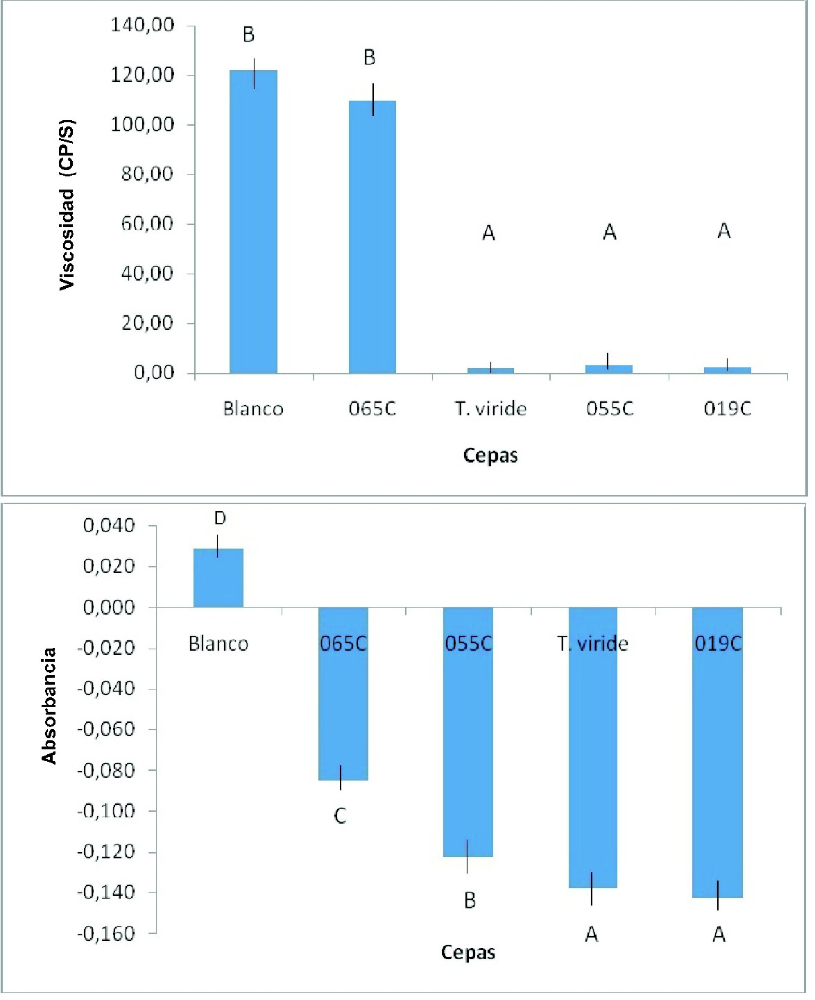 140,00
120,00
100,00
80,00
60,00
40,00
20,00
0,00
Viscosidad (CP/S)
B
B
A
A
A
Blanco 065C T. viride 055C 019C
Cepas
0,040
0,020
0,000
-0,020
-0,040
-0,060
-0,080
-0,100
-0,120
-0,140
-0,160
Absorbancia
D
Blanco 065C 055C T. viride 019C
C
B
A
A
Cepas